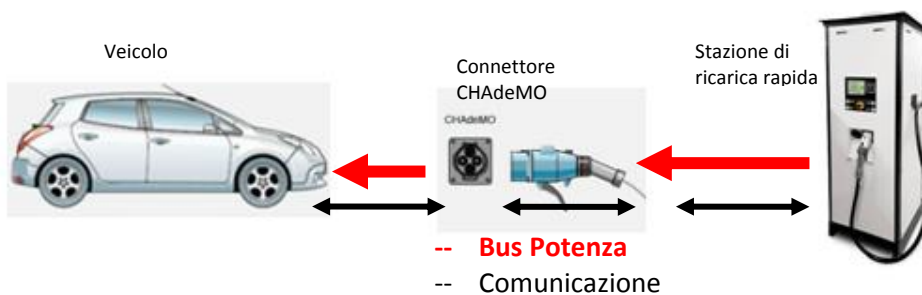 Veicolo
Connettore
CHAdeMO
Stazione di
ricarica rapida
CHAdeMO
-- Bus Potenza
-- Comunicazione